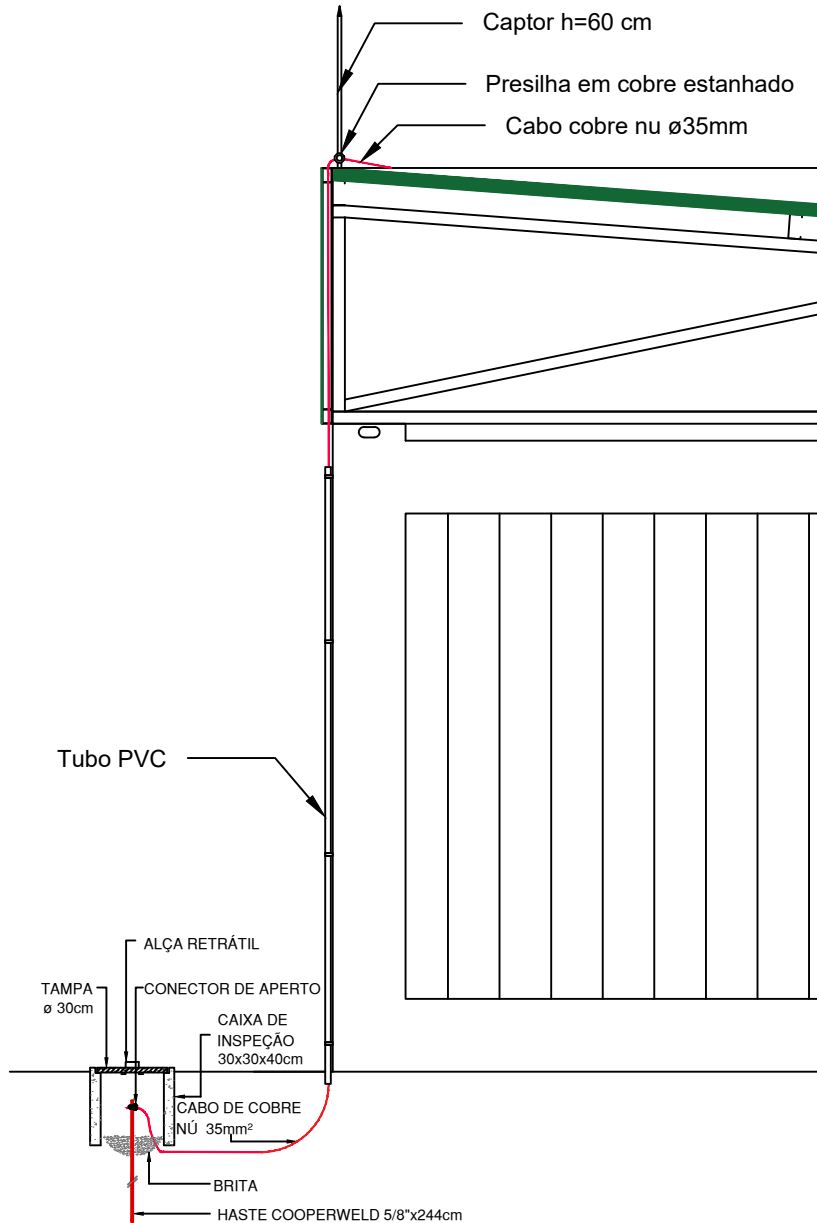 Captor h=60 cm
Presilha em cobre estanhado
Cabo cobre nu ø35mm
Tubo PVC
ALÇA RETRÁTIL
TAMPA
ø 30cm
CONECTOR DE APERTO
CAIXA DE
INSPEÇÃO
30x30x40cm
CABO DE COBRE
NÚ 35mm²
BRITA
HASTE COOPERWELD 5/8"x244cm